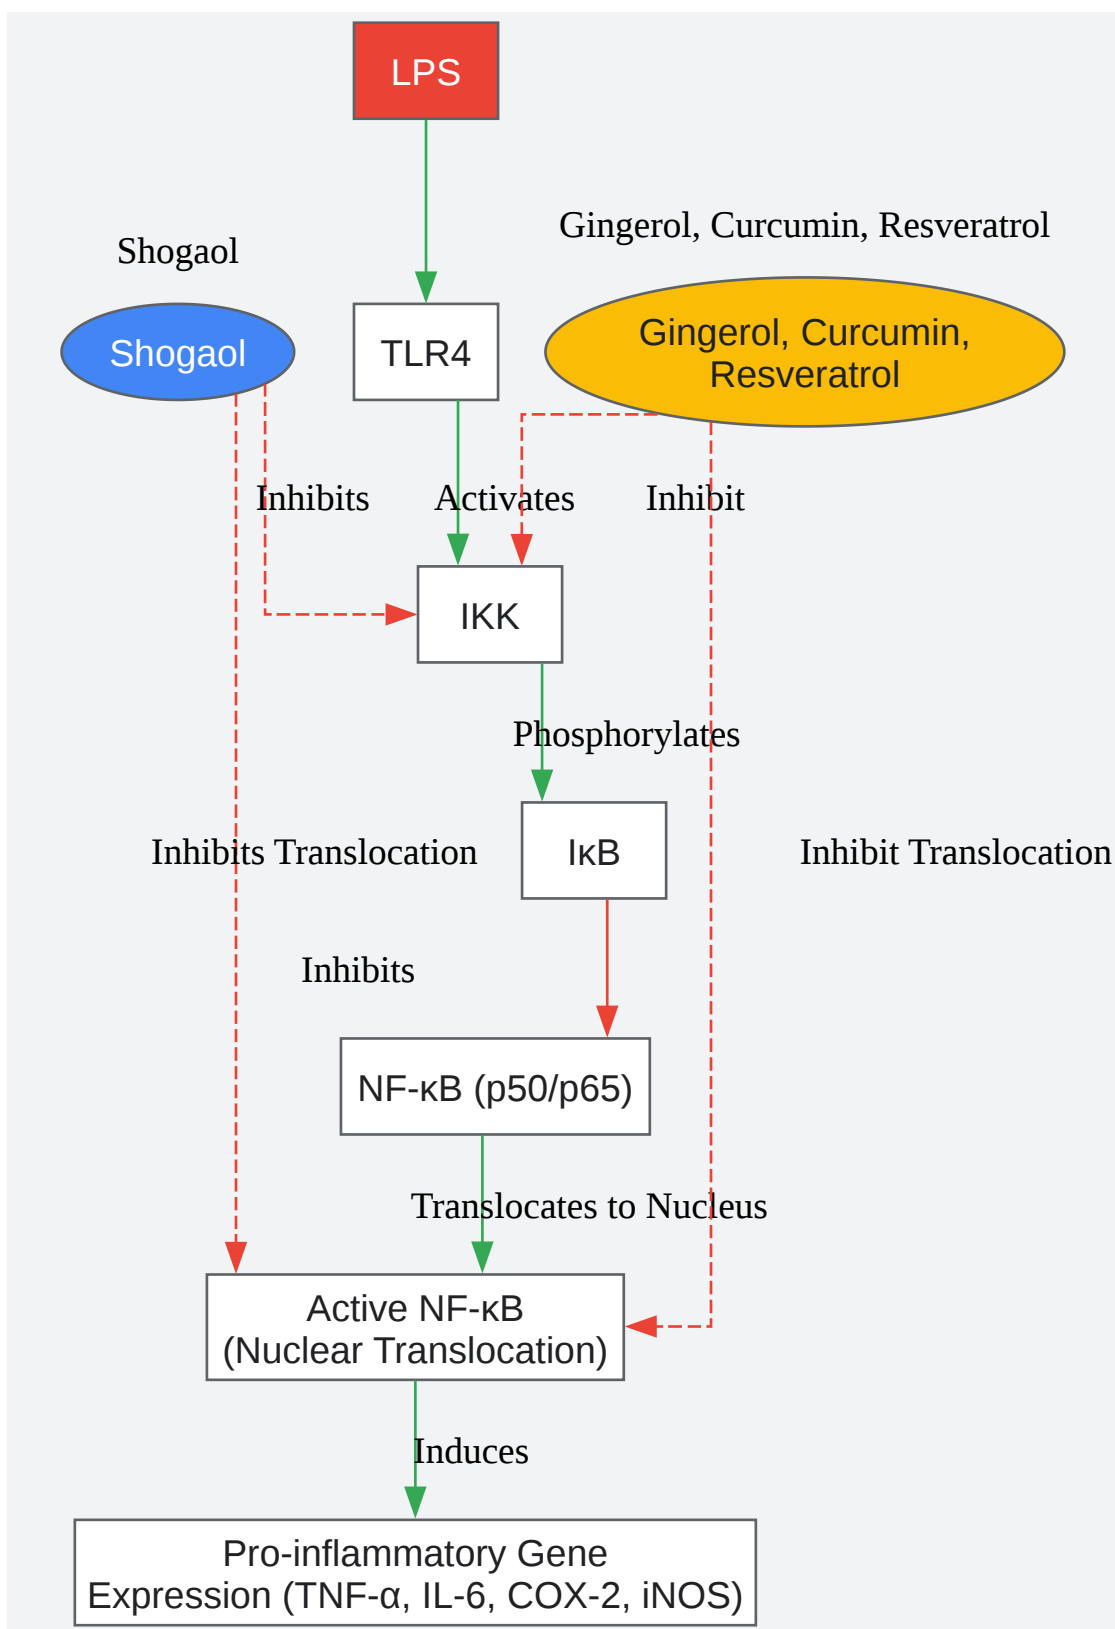 LPS
Gingerol, Curcumin, Resveratrol
Shogaol
Shogaol
TLR4
Gingerol, Curcumin,
Resveratrol
Inhibits
Activates
Inhibit
IKK
Phosphorylates
Inhibits Translocation
IκB
Inhibit Translocation
Inhibits
NF-κB (p50/p65)
Translocates to Nucleus
Active NF-κB
(Nuclear Translocation)
Induces
Pro-inflammatory Gene
Expression (TNF-α, IL-6, COX-2, iNOS)